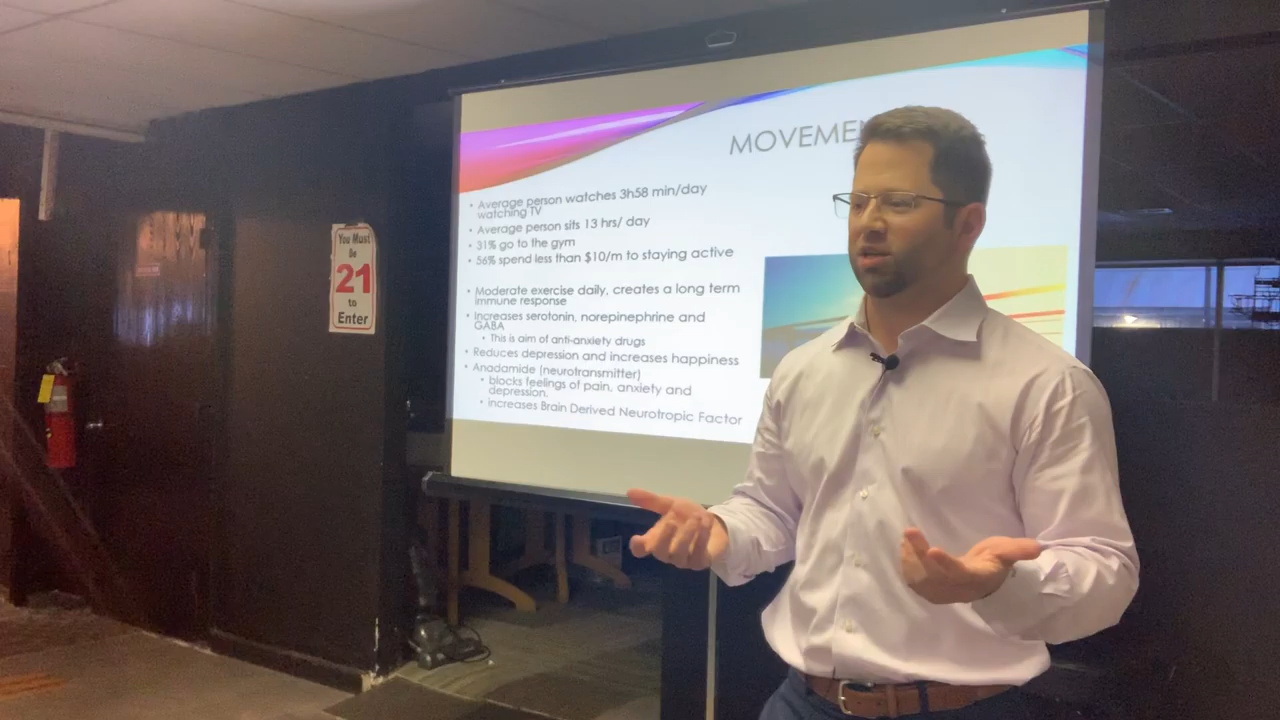 MOVEME
• Average person watches 3h58 min/day
watching TV
• Average person sits 13 hrs/ day
• 31% go to the gym
• 56% spend less than $10/m to staying active
• Moderate exercise daily, creates a long term
immune response
• Increases serotonin, norepinephrine and
GABA
• This is aim of anti-anxiety drugs
• Reduces depression and increases happiness
• Anadamide (neurotransmitter)
• blocks feelings of pain, anxiety and
depression.
• increases Brain Derived Neurotropic Factor
You Must
Be
21
to
Enter